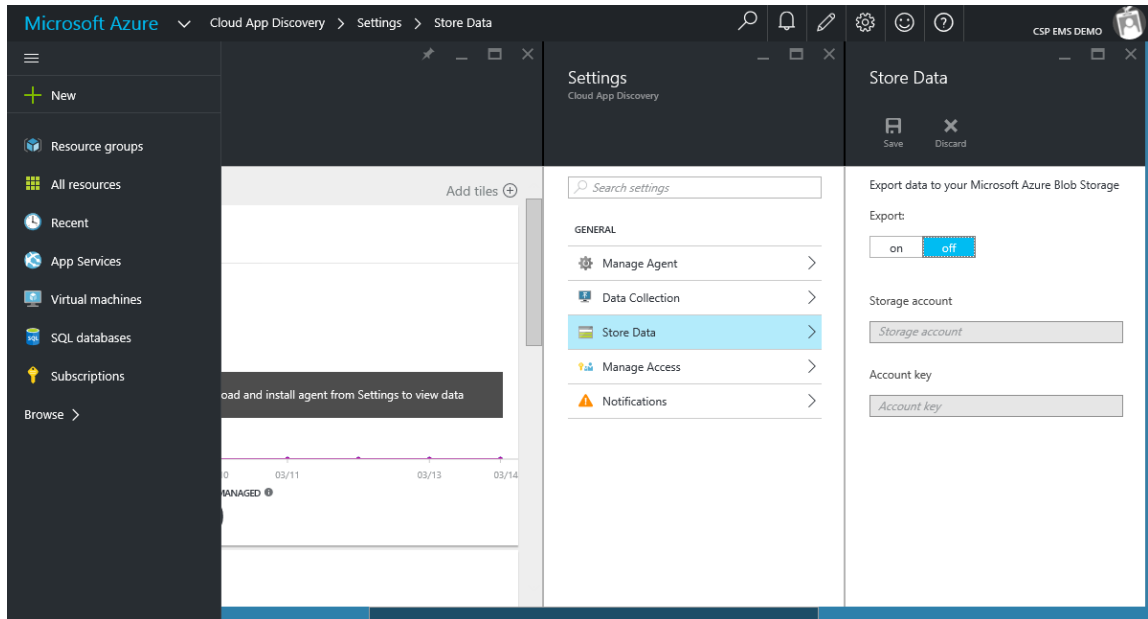 Microsoft Azure
Cloud App Discovery > Settings > Store Data
CSP EMS DEMO
New
Resource groups
All resources
Recent
App Services
Virtual machines
SQL databases
Subscriptions
Browse >
Add tiles
oad and install agent from Settings to view data
03/11
03/13
03/14
MANAGED
Settings
Cloud App Discovery
Search settings
GENERAL
Manage Agent
Data Collection
Store Data
Manage Access
Notifications
Store Data
Save
Discard
Export data to your Microsoft Azure Blob Storage
Export:
on
off
Storage account
Storage account
Account key
Account key